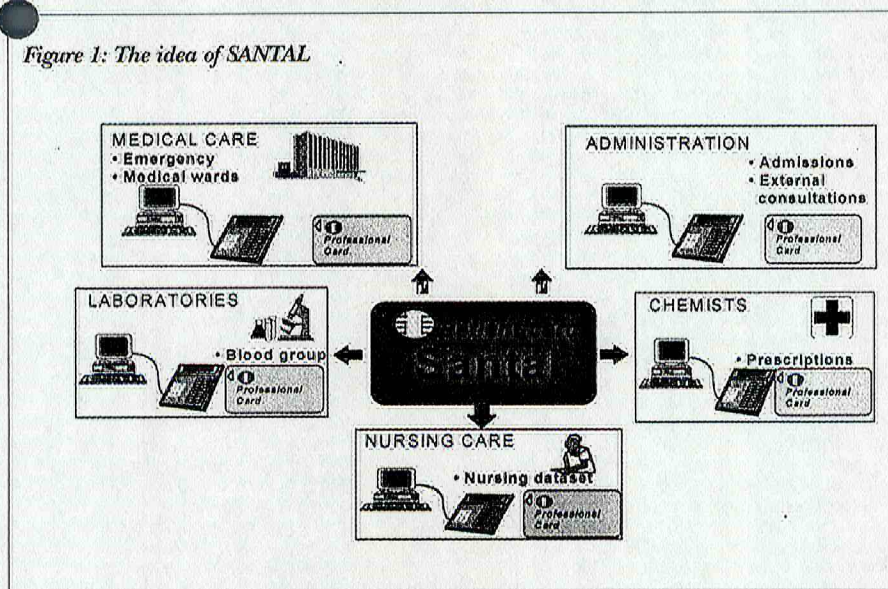 Figure 1: The idea of SANTAL
MEDICAL CARE
• Emergency
• Medical wards
Professional
Card
ADMINISTRATION
• Admissions
• External
consultations
Professional
Card
LABORATORIES
• Blood group
Professional
Card
Santal
CHEMISTS
• Prescriptions
Professional
Card
NURSING CARE
• Nursing dataset
Professional
Card